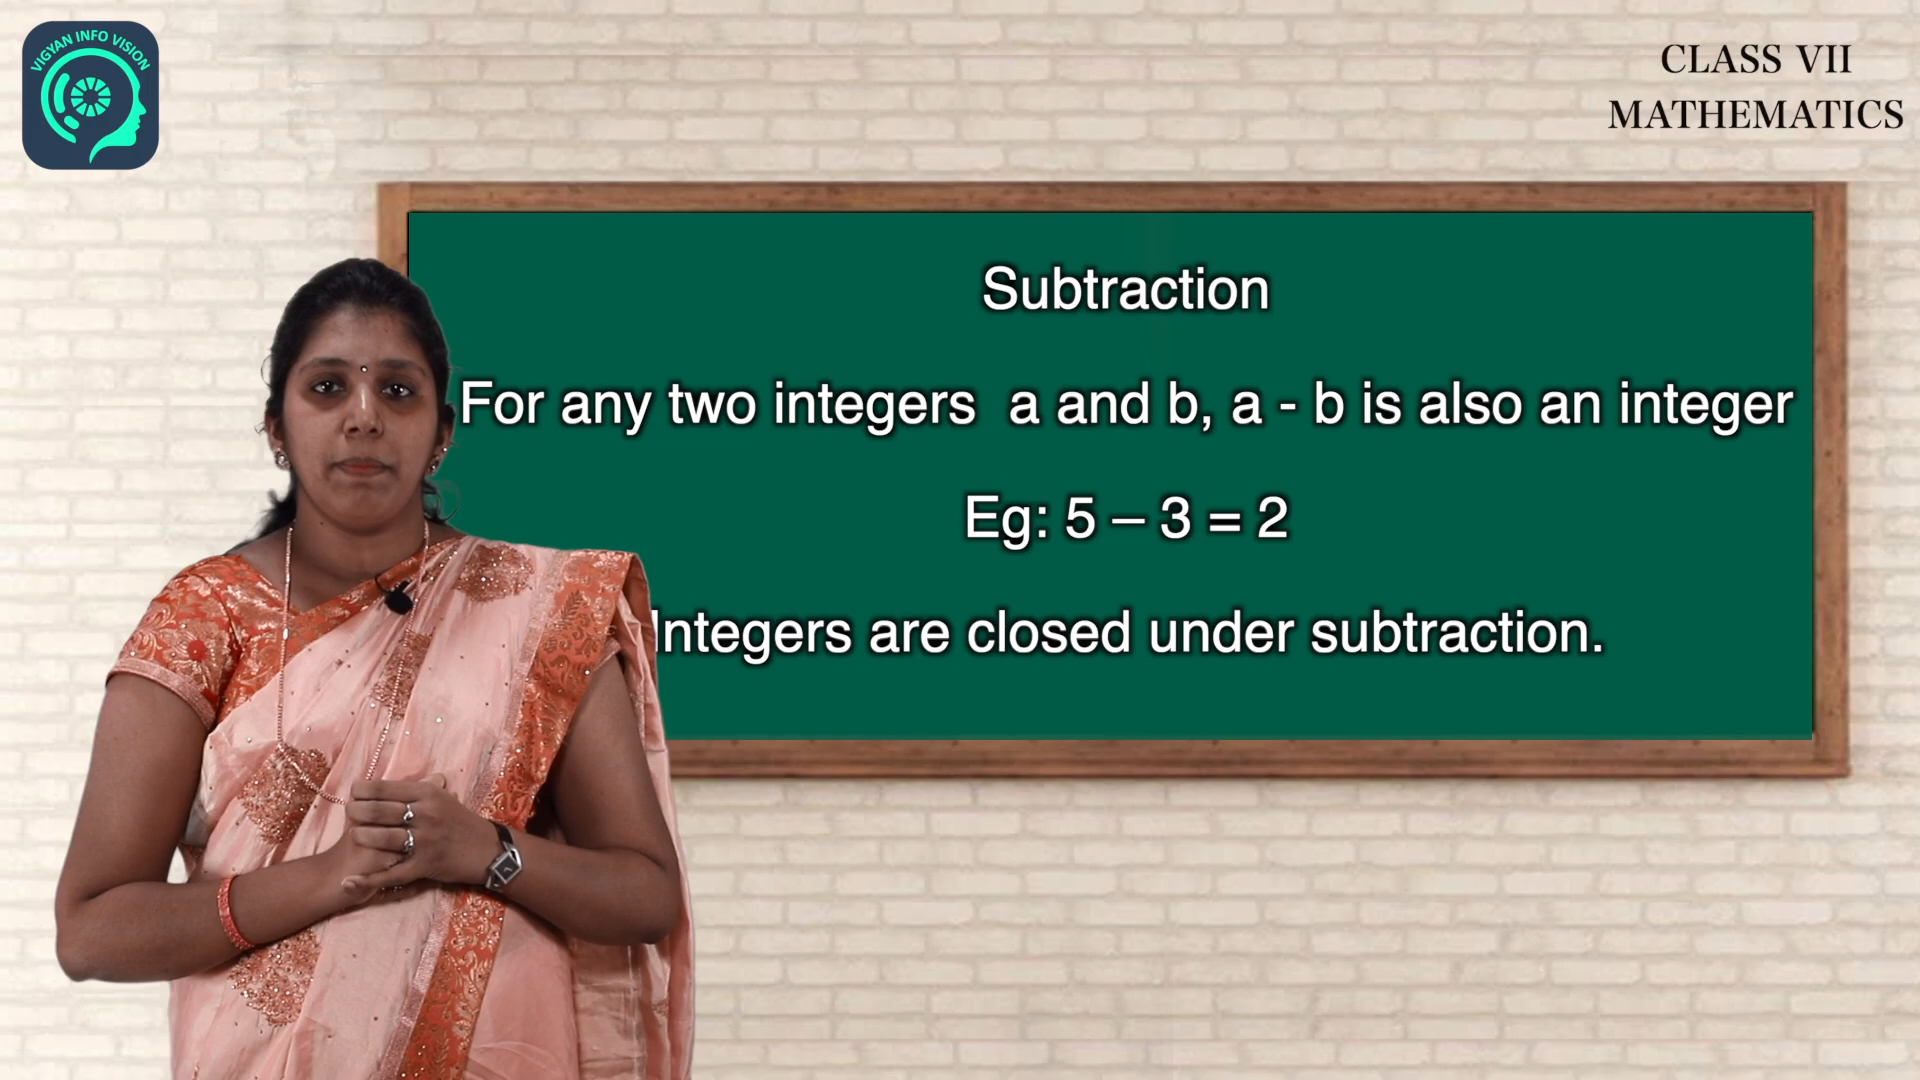 VIGYAN INFO VISION
CLASS VII
MATHEMATICS
Subtraction
For any two integers  a and b, a - b is also an integer
Eg: 5 – 3 = 2
Integers are closed under subtraction.